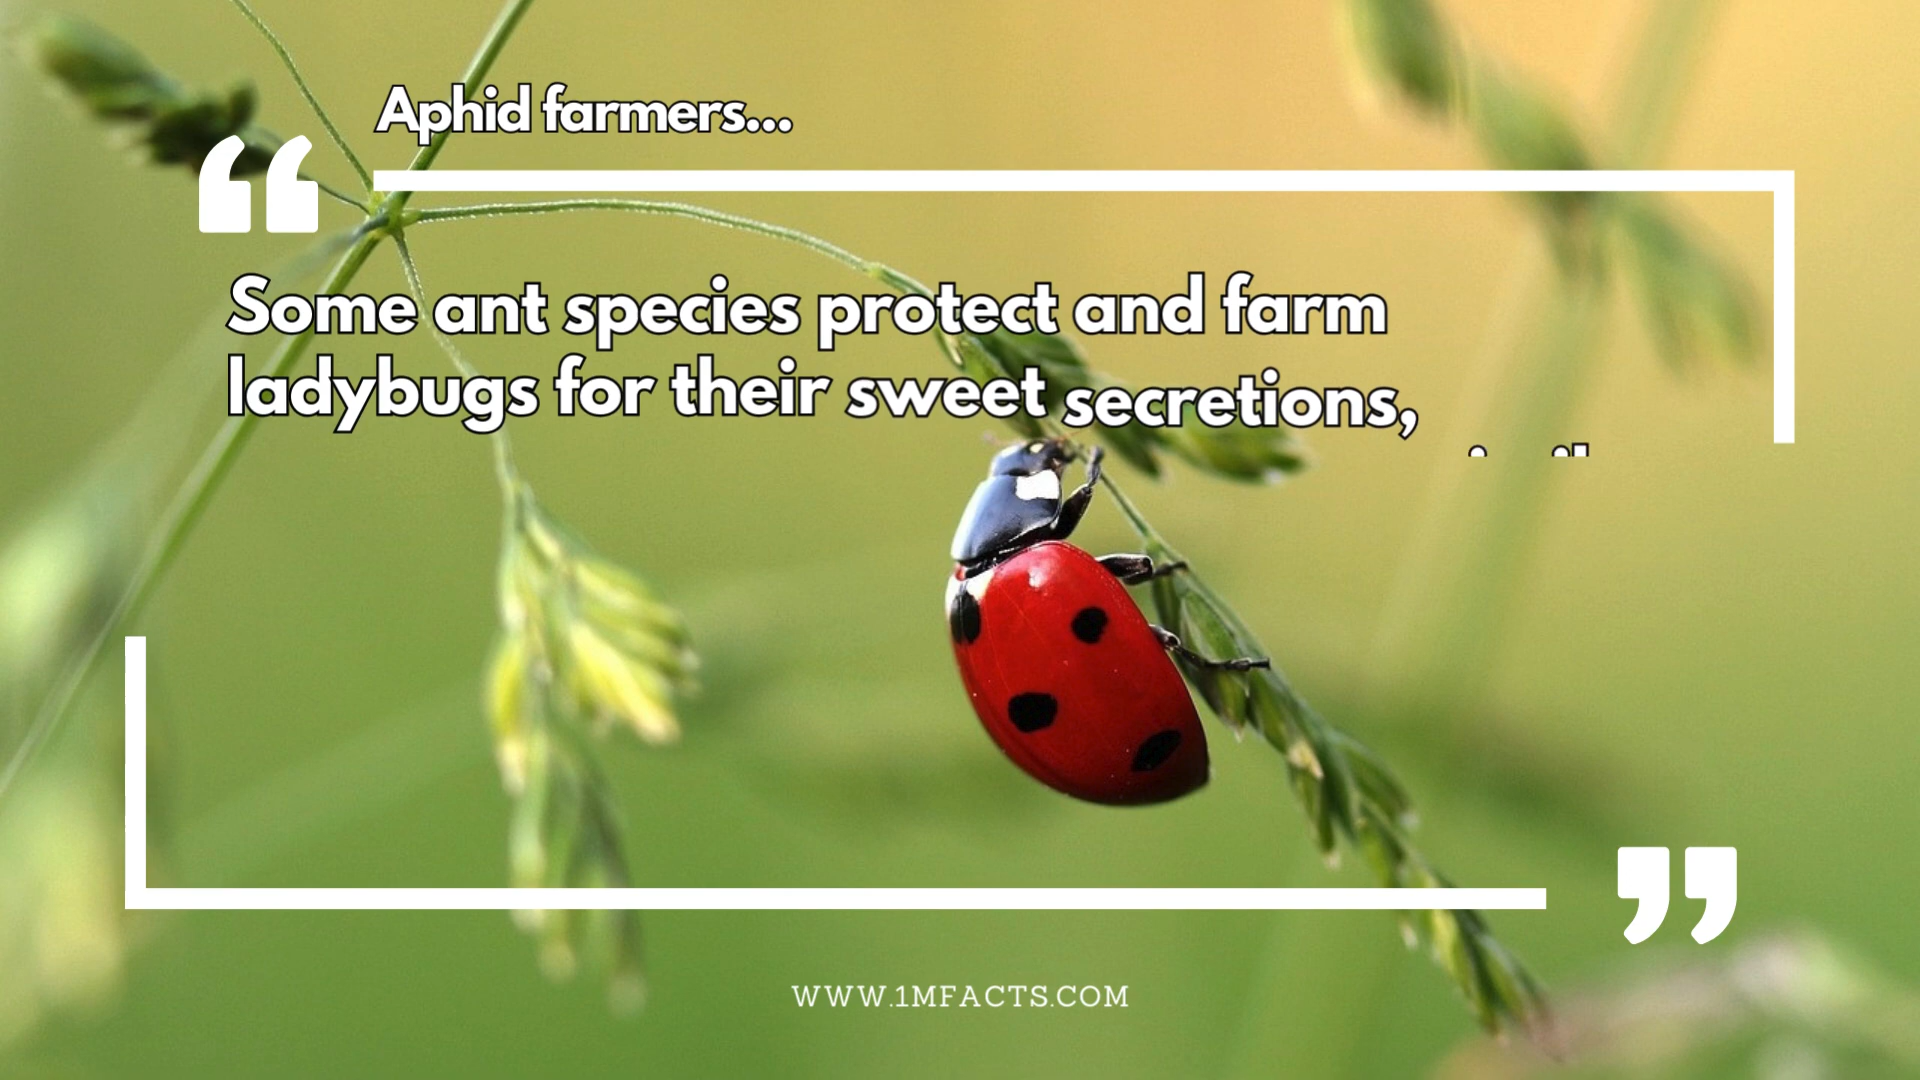 Aphid farmers...
Some ant species protect and farm
ladybugs for their sweet secretions,
WWW.1MFACTS.COM